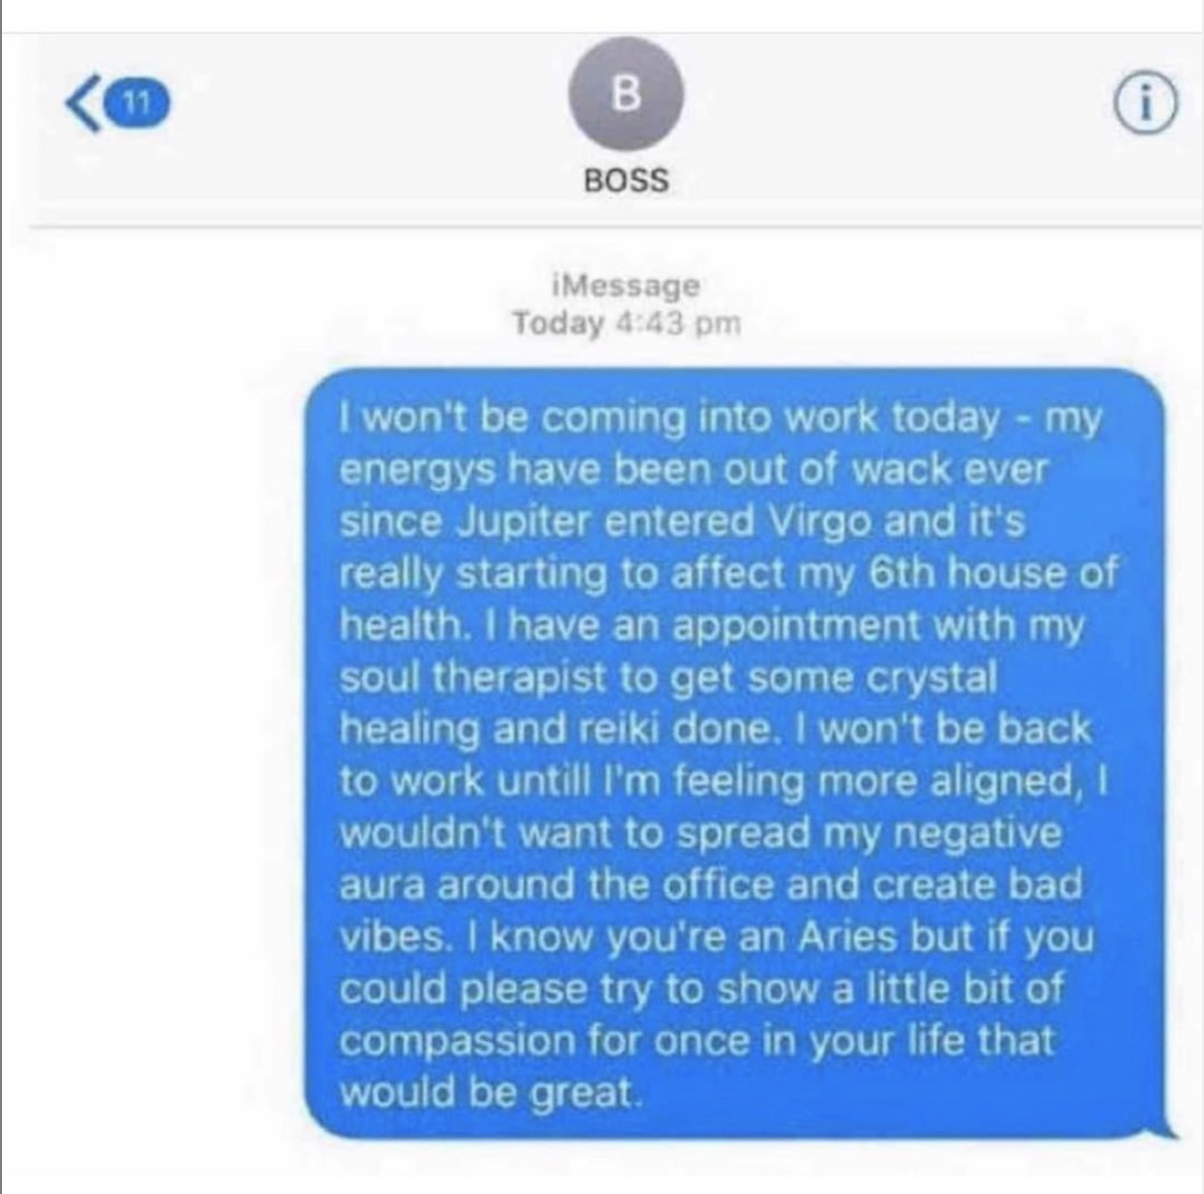 11
B
i
BOSS
iMessage
Today 4:43 pm
I won't be coming into work today - my
energys have been out of wack ever
since Jupiter entered Virgo and it's
really starting to affect my 6th house of
health. I have an appointment with my
soul therapist to get some crystal
healing and reiki done. I won't be back
to work untill I'm feeling more aligned, I
wouldn't want to spread my negative
aura around the office and create bad
vibes. I know you're an Aries but if you
could please try to show a little bit of
compassion for once in your life that
would be great.